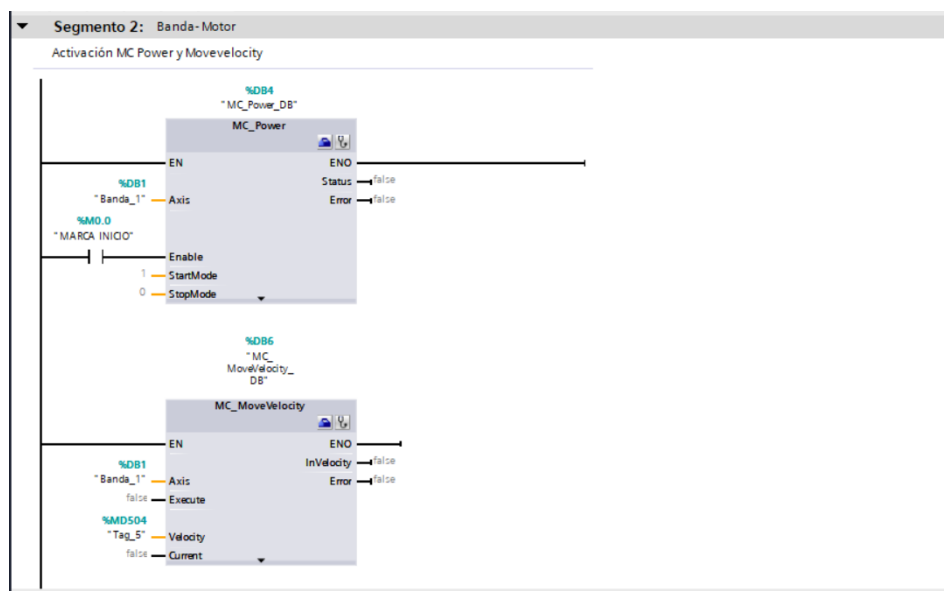 Segmento 2: Banda-Motor
Activación MC Power y Movevelocity
%DB4
"MC_Power_DB"
MC_Power
EN
ENO
%DB1
Status
false
"Banda_1"
Axis
Error
false
%M0.0
"MARCA INICIO"
Enable
1
StartMode
0
StopMode
%DB6
"MC_
MoveVelocity_
DB"
MC_MoveVelocity
EN
ENO
%DB1
InVelocity
false
"Banda_1"
Axis
Error
false
false
Execute
%MD504
"Tag_5"
Velocity
false
Current